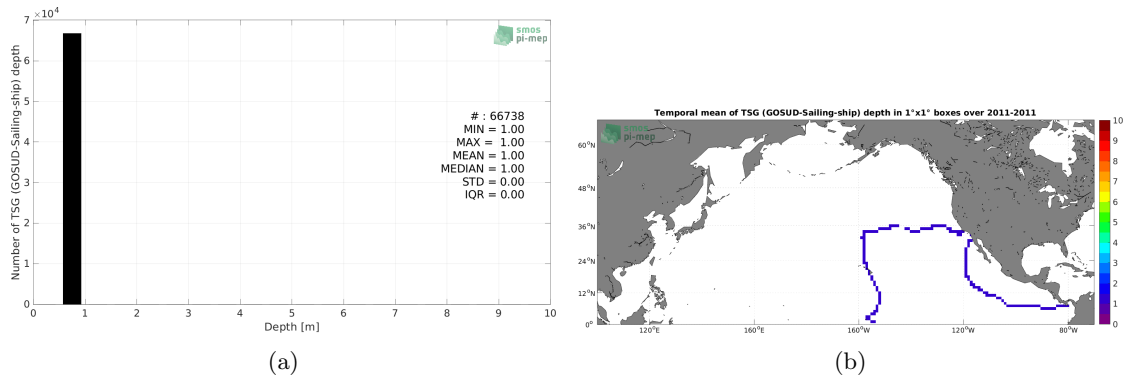 7 ×10⁴
6
5
4
3
2
1
0
Number of TSG (GOSUD-Sailing-ship) depth
smos
pi-mep
# : 66738
MIN = 1.00
MAX = 1.00
MEAN = 1.00
MEDIAN = 1.00
STD = 0.00
IQR = 0.00
0 1 2 3 4 5 6 7 8 9 10
Depth [m]
(a)
Temporal mean of TSG (GOSUD-Sailing-ship) depth in 1°x1° boxes over 2011-2011
smos
pi-mep
60°N
48°N
36°N
24°N
12°N
0°
120°E 160°E 160°W 120°W 80°W
10
9
8
7
6
5
4
3
2
1
0
(b)